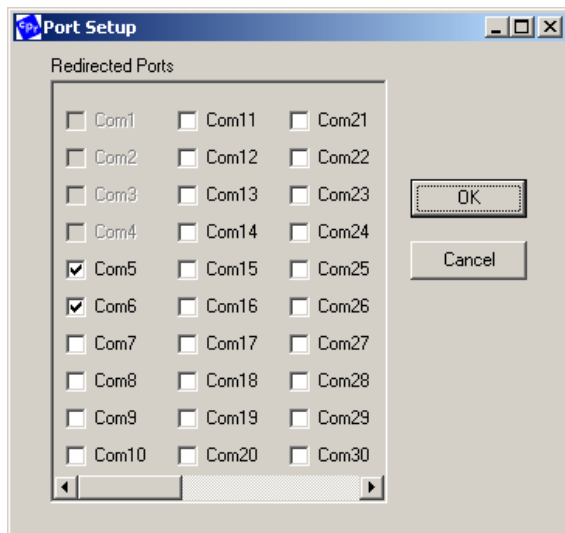 CPr Port Setup
Redirected Ports
Com1 Com11 Com21
Com2 Com12 Com22
Com3 Com13 Com23
Com4 Com14 Com24
Com5 Com15 Com25
Com6 Com16 Com26
Com7 Com17 Com27
Com8 Com18 Com28
Com9 Com19 Com29
Com10 Com20 Com30
OK
Cancel